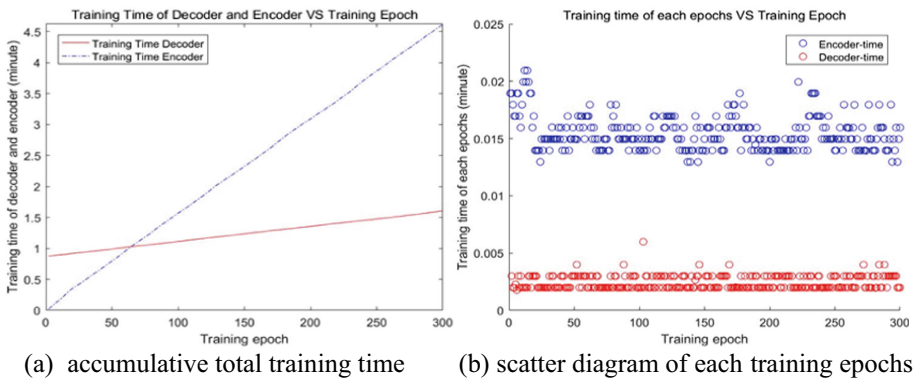 Training Time of Decoder and Encoder VS Training Epoch
Training Time Decoder
Training Time Encoder
Training time of decoder and encoder (minute)
4.5
4
3.5
3
2.5
2
1.5
1
0.5
0
0 50 100 150 200 250 300
Training epoch
(a) accumulative total training time
Training time of each epochs VS Training Epoch
Encoder-time
Decoder-time
Training time of each epochs (minute)
0.025
0.02
0.015
0.01
0.005
0
0 50 100 150 200 250 300
Training epoch
(b) scatter diagram of each training epochs